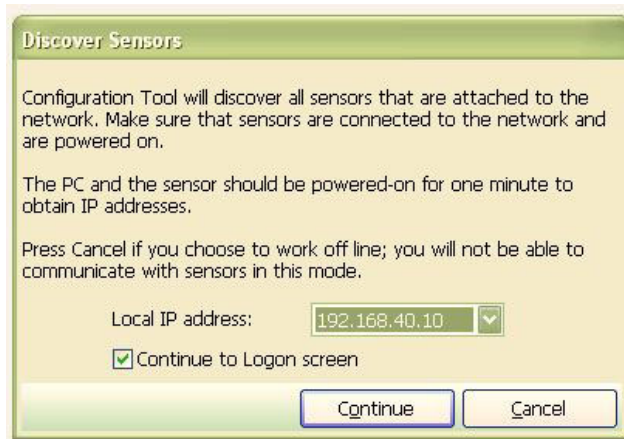 Discover Sensors
Configuration Tool will discover all sensors that are attached to the
network. Make sure that sensors are connected to the network and
are powered on.
The PC and the sensor should be powered-on for one minute to
obtain IP addresses.
Press Cancel if you choose to work off line; you will not be able to
communicate with sensors in this mode.
Local IP address: 192.168.40.10
Continue to Logon screen
Continue Cancel